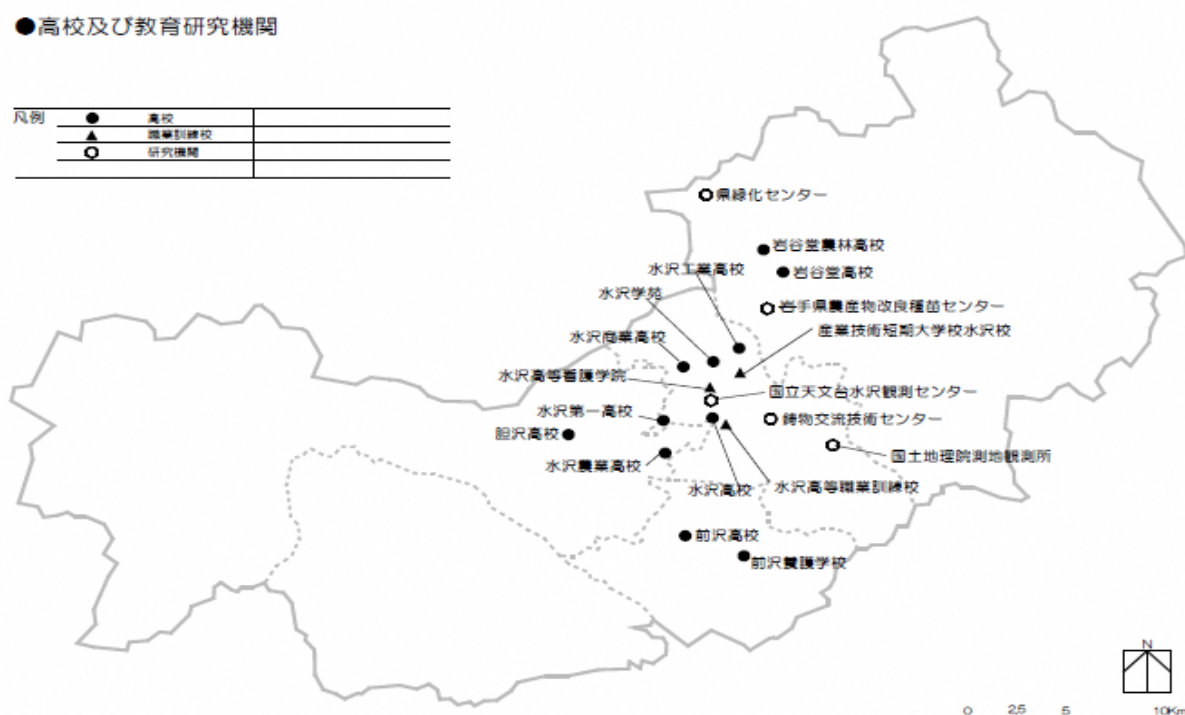 ●高校及び教育研究機関
凡例
高校
職業訓練校
研究機関
県緑化センター
岩谷堂農林高校
水沢工業高校
岩谷堂高校
水沢学苑
岩手県農産物改良種苗センター
産業技術短期大学校水沢校
水沢商業高校
水沢高等看護学院
国立天文台水沢観測センター
水沢第一高校
鋳物交流技術センター
胆沢高校
国土地理院測地観測所
水沢農業高校
水沢高校
水沢高等職業訓練校
前沢高校
前沢養護学校
N
0 2.5 5 10Km